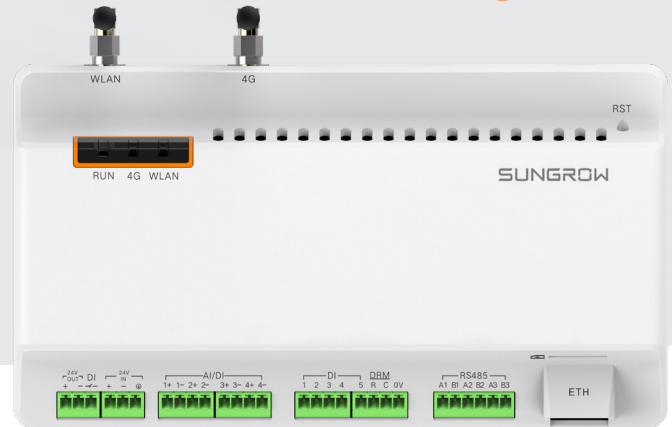 WLAN 4G
RST
RUN 4G WLAN
SUNGROW
24V OUT DI 24V IN AI/DI DI DRM RS485
+ − + − 1+ 1− 2+ 2− 3+ 3− 4+ 4− 1 2 3 4 5 R C 0V A1 B1 A2 B2 A3 B3
ETH